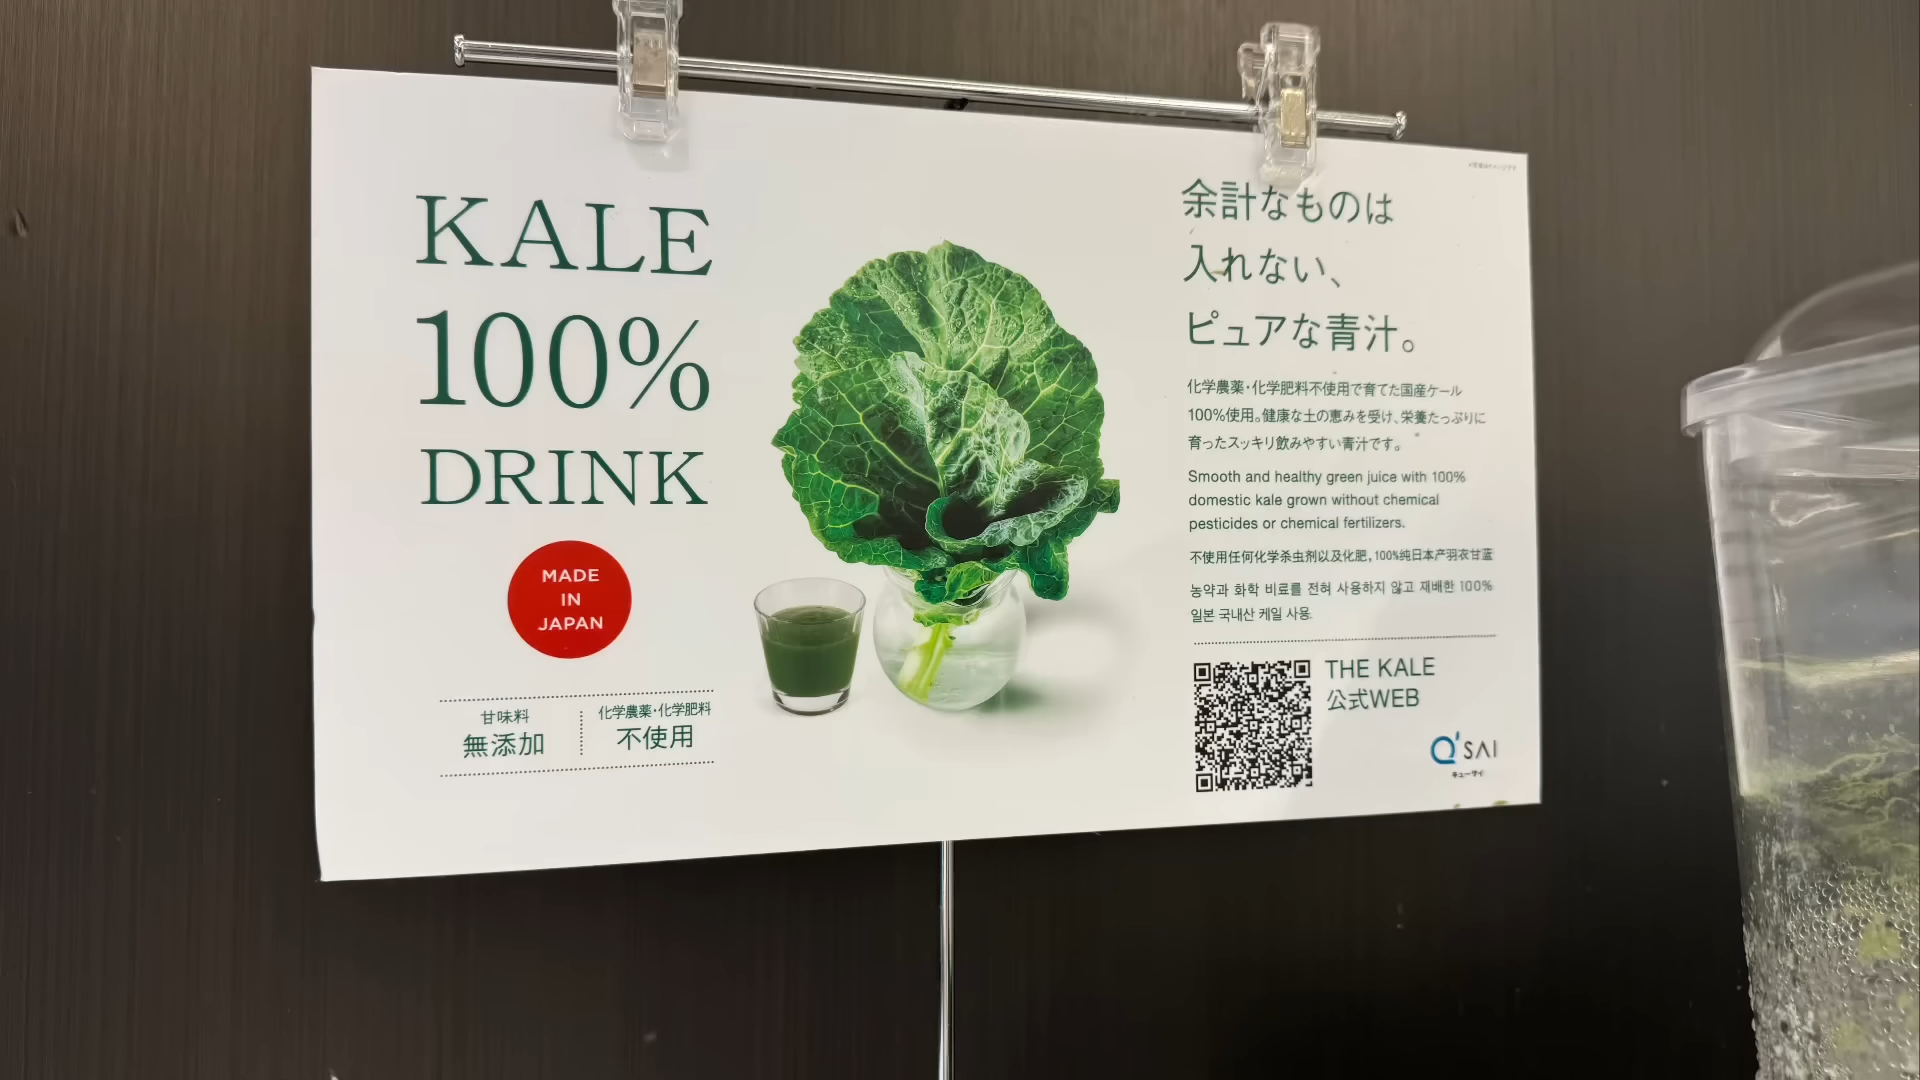 KALE
100%
DRINK
MADE
IN
JAPAN
甘味料
無添加
化学農薬・化学肥料
不使用
余計なものは
入れない、
ピュアな青汁。
化学農薬・化学肥料不使用で育てた国産ケール
100%使用。健康な土の恵みを受け、栄養たっぷりに
育ったスッキリ飲みやすい青汁です。
Smooth and healthy green juice with 100%
domestic kale grown without chemical
pesticides or chemical fertilizers.
不使用任何化学杀虫剂以及化肥，100%纯日本产羽衣甘蓝
농약과 화학 비료를 전혀 사용하지 않고 재배한 100%
일본 국내산 케일 사용.
THE KALE
公式WEB
Q'SAI
キューサイ